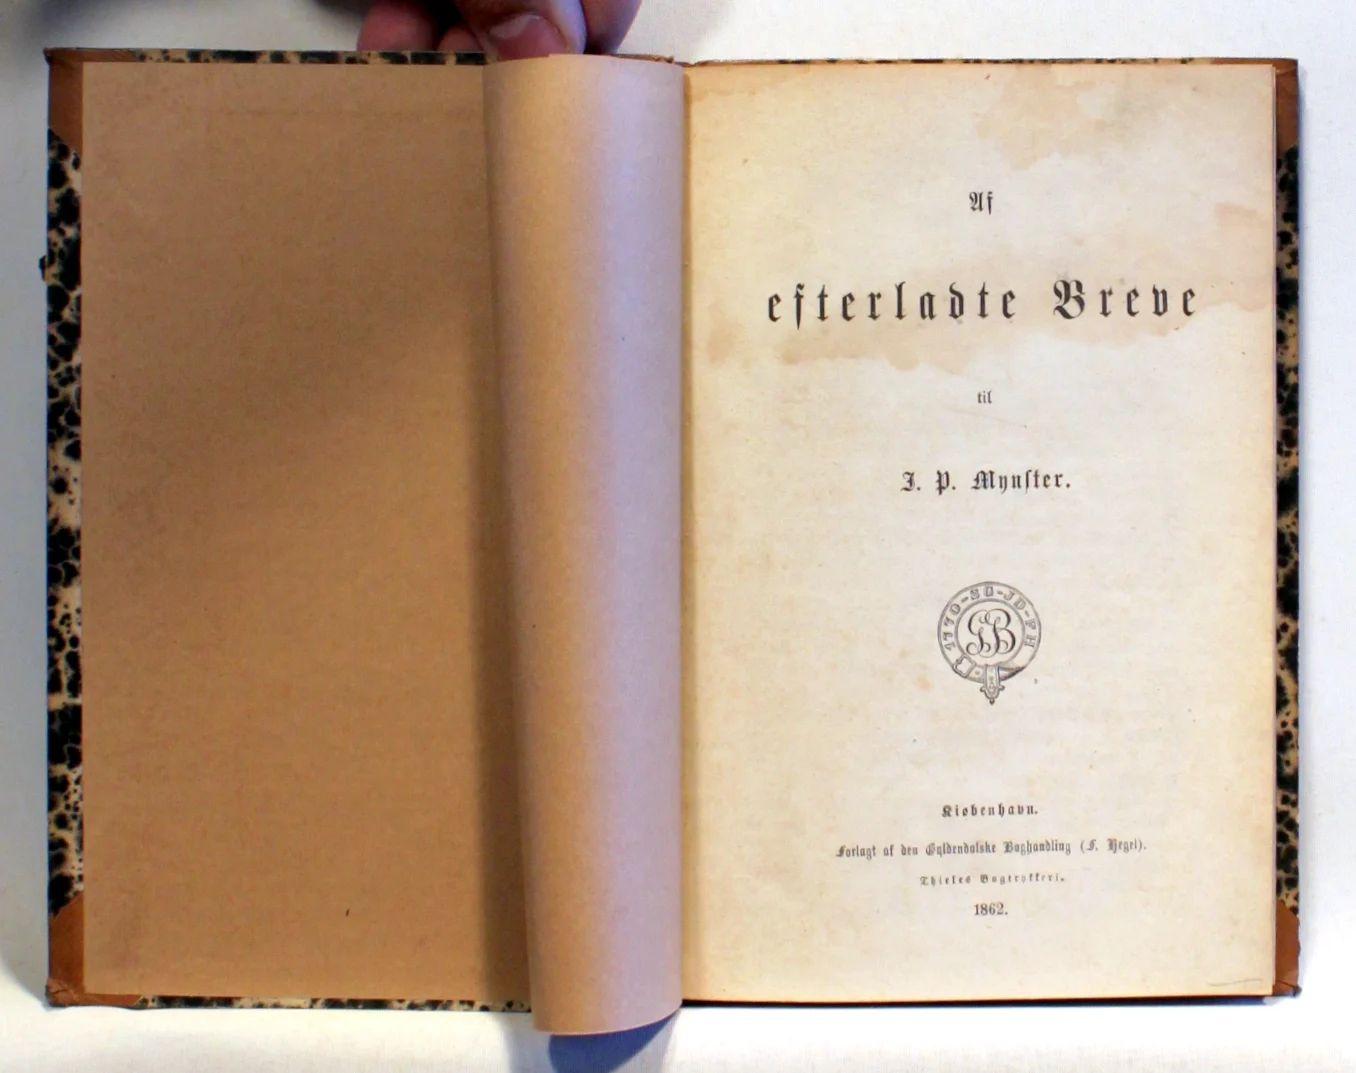 Af
efterladte Breve
til
J. P. Mynster.
1770-SG-JD-FH
GB
Kiøbenhavn.
Forlagt af den Gyldendalske Boghandling (F. Hegel).
Thieles Bogtrykkeri.
1862.